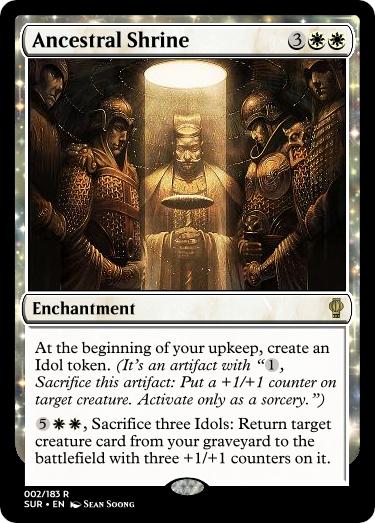 Ancestral Shrine 3
Enchantment
At the beginning of your upkeep, create an
Idol token. (It's an artifact with “1,
Sacrifice this artifact: Put a +1/+1 counter on
target creature. Activate only as a sorcery.”)
5, Sacrifice three Idols: Return target
creature card from your graveyard to the
battlefield with three +1/+1 counters on it.
002/183 R
SUR • EN Sean Soong